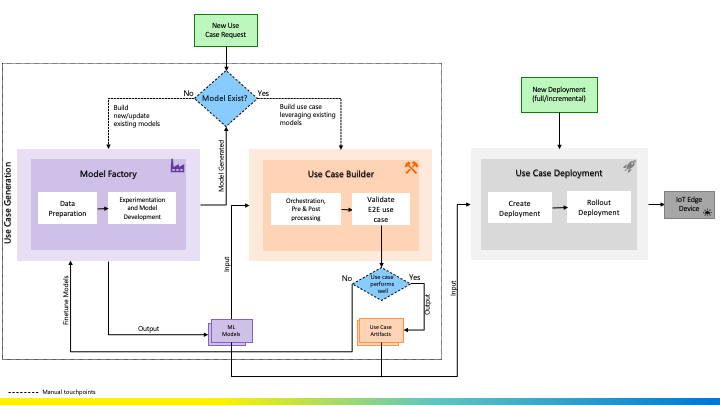 New Use
Case Request
No
Model Exist?
Yes
Build
new/update
existing models
Build use case
leveraging existing
models
New Deployment
(full/incremental)
Use Case Generation
Model Factory
Data
Preparation
Experimentation
and Model
Development
Model Generated
Use Case Builder
Orchestration,
Pre & Post
processing
Validate
E2E use
case
Use Case Deployment
Create
Deployment
Rollout
Deployment
IoT Edge
Device
Finetune Models
Input
No
Use case
performs
well
Yes
Output
Input
Output
ML
Models
Use Case
Artifacts
Manual touchpoints